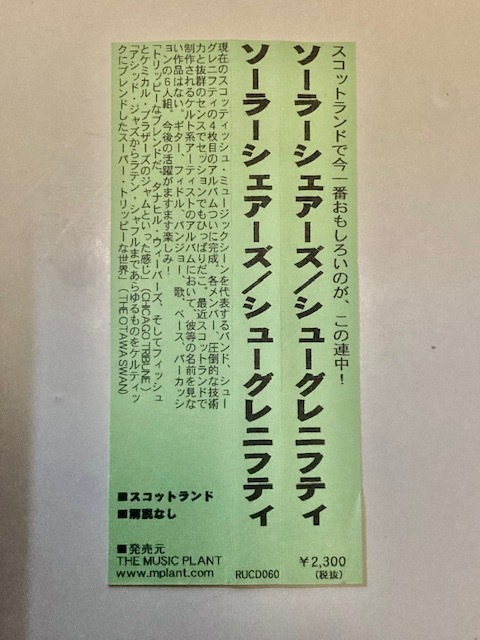 スコットランドで今一番おもしろいのが、この連中！
ソーラーシェアーズ／シューグレニフティ
ソーラーシェアーズ／シューグレニフティ
現在のスコティッシュ・ミュージックシーンを代表するバンド、シュー
グレニフティの4枚目のアルバムついに完成。各メンバー、圧倒的な技術
力と抜群のセンスでセッションでもひっぱりだこ。最近スコットランドで
制作されるケルト系アーティストのアルバムにおいて、彼等の名前を見な
い作品はない。ギター、フィドル、バンジョー、歌、ベース、パーカッシ
ョンの6人組。今後の活躍がますます楽しみ！
「トリッピーなブレンドだ。タナヒル・ウィーバーズ、そしてフィッシュ
とケミカル・ブラザーズのジャムといった感じ」(CHICAGO TRIBUNE)
「アシッド・ジャズからラテン・シャフルまであらゆるものをケルティッ
クにブレンドしたスーパー・トリッピーな世界」(THE OTAWA SWAN)
■スコットランド
■解説なし
■発売元
THE MUSIC PLANT
www.mplant.com
RUCD060
￥2,300
(税抜)